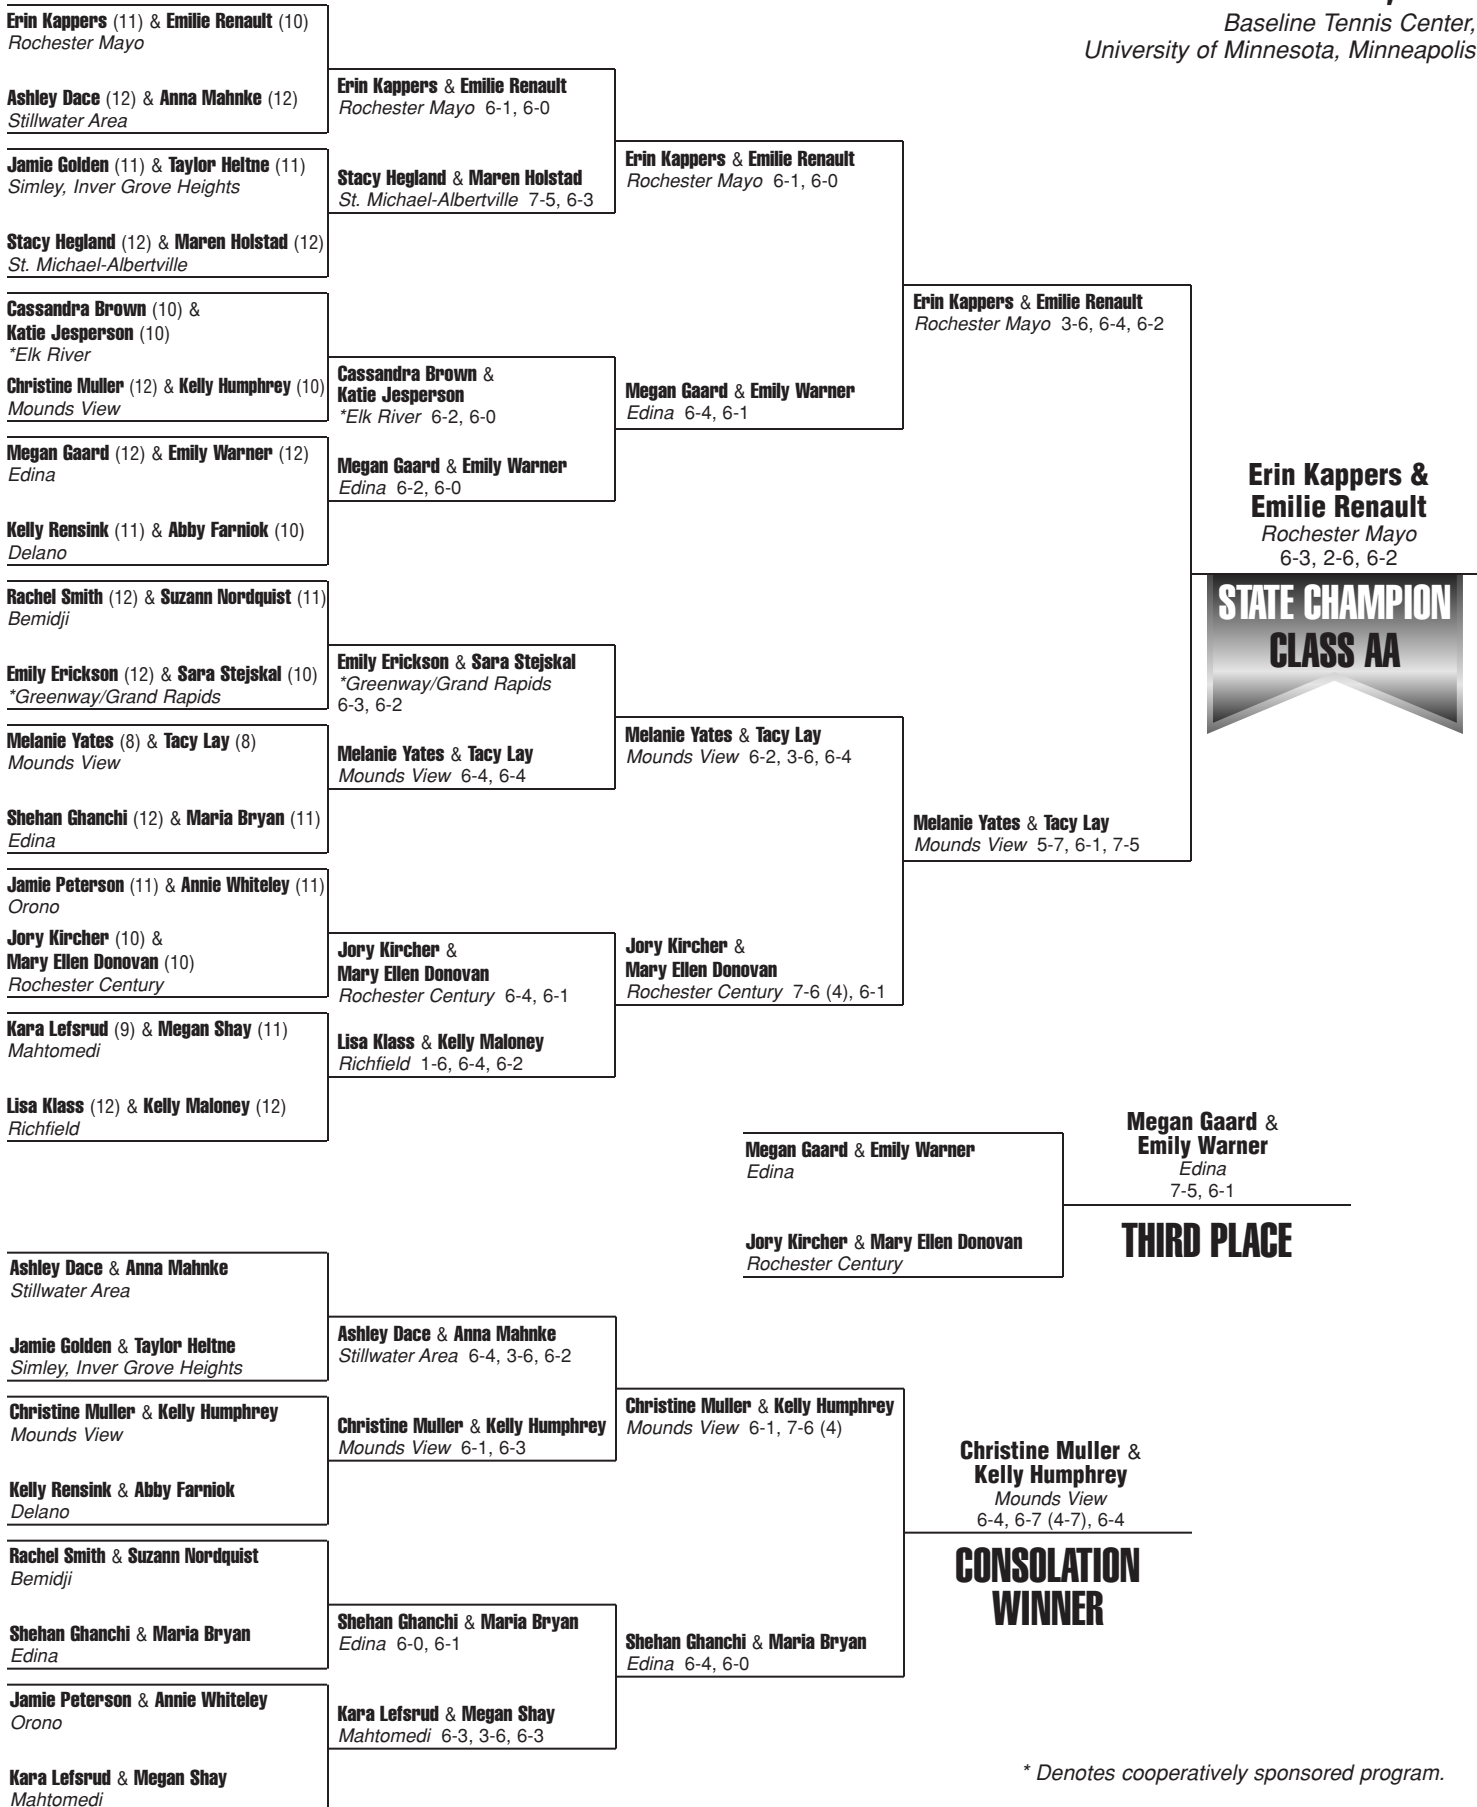 Baseline Tennis Center,
University of Minnesota, Minneapolis
Erin Kappers (11) & Emilie Renault (10)
Rochester Mayo
Ashley Dace (12) & Anna Mahnke (12)
Stillwater Area
Jamie Golden (11) & Taylor Heltne (11)
Simley, Inver Grove Heights
Stacy Hegland (12) & Maren Holstad (12)
St. Michael-Albertville
Cassandra Brown (10) &
Katie Jesperson (10)
*Elk River
Christine Muller (12) & Kelly Humphrey (10)
Mounds View
Megan Gaard (12) & Emily Warner (12)
Edina
Kelly Rensink (11) & Abby Farniok (10)
Delano
Rachel Smith (12) & Suzann Nordquist (11)
Bemidji
Emily Erickson (12) & Sara Stejskal (10)
*Greenway/Grand Rapids
Melanie Yates (8) & Tacy Lay (8)
Mounds View
Shehan Ghanchi (12) & Maria Bryan (11)
Edina
Jamie Peterson (11) & Annie Whiteley (11)
Orono
Jory Kircher (10) &
Mary Ellen Donovan (10)
Rochester Century
Kara Lefsrud (9) & Megan Shay (11)
Mahtomedi
Lisa Klass (12) & Kelly Maloney (12)
Richfield
Erin Kappers & Emilie Renault
Rochester Mayo 6-1, 6-0
Stacy Hegland & Maren Holstad
St. Michael-Albertville 7-5, 6-3
Cassandra Brown &
Katie Jesperson
*Elk River 6-2, 6-0
Megan Gaard & Emily Warner
Edina 6-2, 6-0
Emily Erickson & Sara Stejskal
*Greenway/Grand Rapids
6-3, 6-2
Melanie Yates & Tacy Lay
Mounds View 6-4, 6-4
Jory Kircher &
Mary Ellen Donovan
Rochester Century 6-4, 6-1
Lisa Klass & Kelly Maloney
Richfield 1-6, 6-4, 6-2
Erin Kappers & Emilie Renault
Rochester Mayo 6-1, 6-0
Megan Gaard & Emily Warner
Edina 6-4, 6-1
Melanie Yates & Tacy Lay
Mounds View 6-2, 3-6, 6-4
Jory Kircher &
Mary Ellen Donovan
Rochester Century 7-6 (4), 6-1
Erin Kappers & Emilie Renault
Rochester Mayo 3-6, 6-4, 6-2
Melanie Yates & Tacy Lay
Mounds View 5-7, 6-1, 7-5
Erin Kappers &
Emilie Renault
Rochester Mayo
6-3, 2-6, 6-2
STATE CHAMPION
CLASS AA
Megan Gaard & Emily Warner
Edina
Jory Kircher & Mary Ellen Donovan
Rochester Century
Megan Gaard &
Emily Warner
Edina
7-5, 6-1
THIRD PLACE
Ashley Dace & Anna Mahnke
Stillwater Area
Jamie Golden & Taylor Heltne
Simley, Inver Grove Heights
Christine Muller & Kelly Humphrey
Mounds View
Kelly Rensink & Abby Farniok
Delano
Rachel Smith & Suzann Nordquist
Bemidji
Shehan Ghanchi & Maria Bryan
Edina
Jamie Peterson & Annie Whiteley
Orono
Kara Lefsrud & Megan Shay
Mahtomedi
Ashley Dace & Anna Mahnke
Stillwater Area 6-4, 3-6, 6-2
Christine Muller & Kelly Humphrey
Mounds View 6-1, 6-3
Shehan Ghanchi & Maria Bryan
Edina 6-0, 6-1
Kara Lefsrud & Megan Shay
Mahtomedi 6-3, 3-6, 6-3
Christine Muller & Kelly Humphrey
Mounds View 6-1, 7-6 (4)
Shehan Ghanchi & Maria Bryan
Edina 6-4, 6-0
Christine Muller &
Kelly Humphrey
Mounds View
6-4, 6-7 (4-7), 6-4
CONSOLATION
WINNER
* Denotes cooperatively sponsored program.